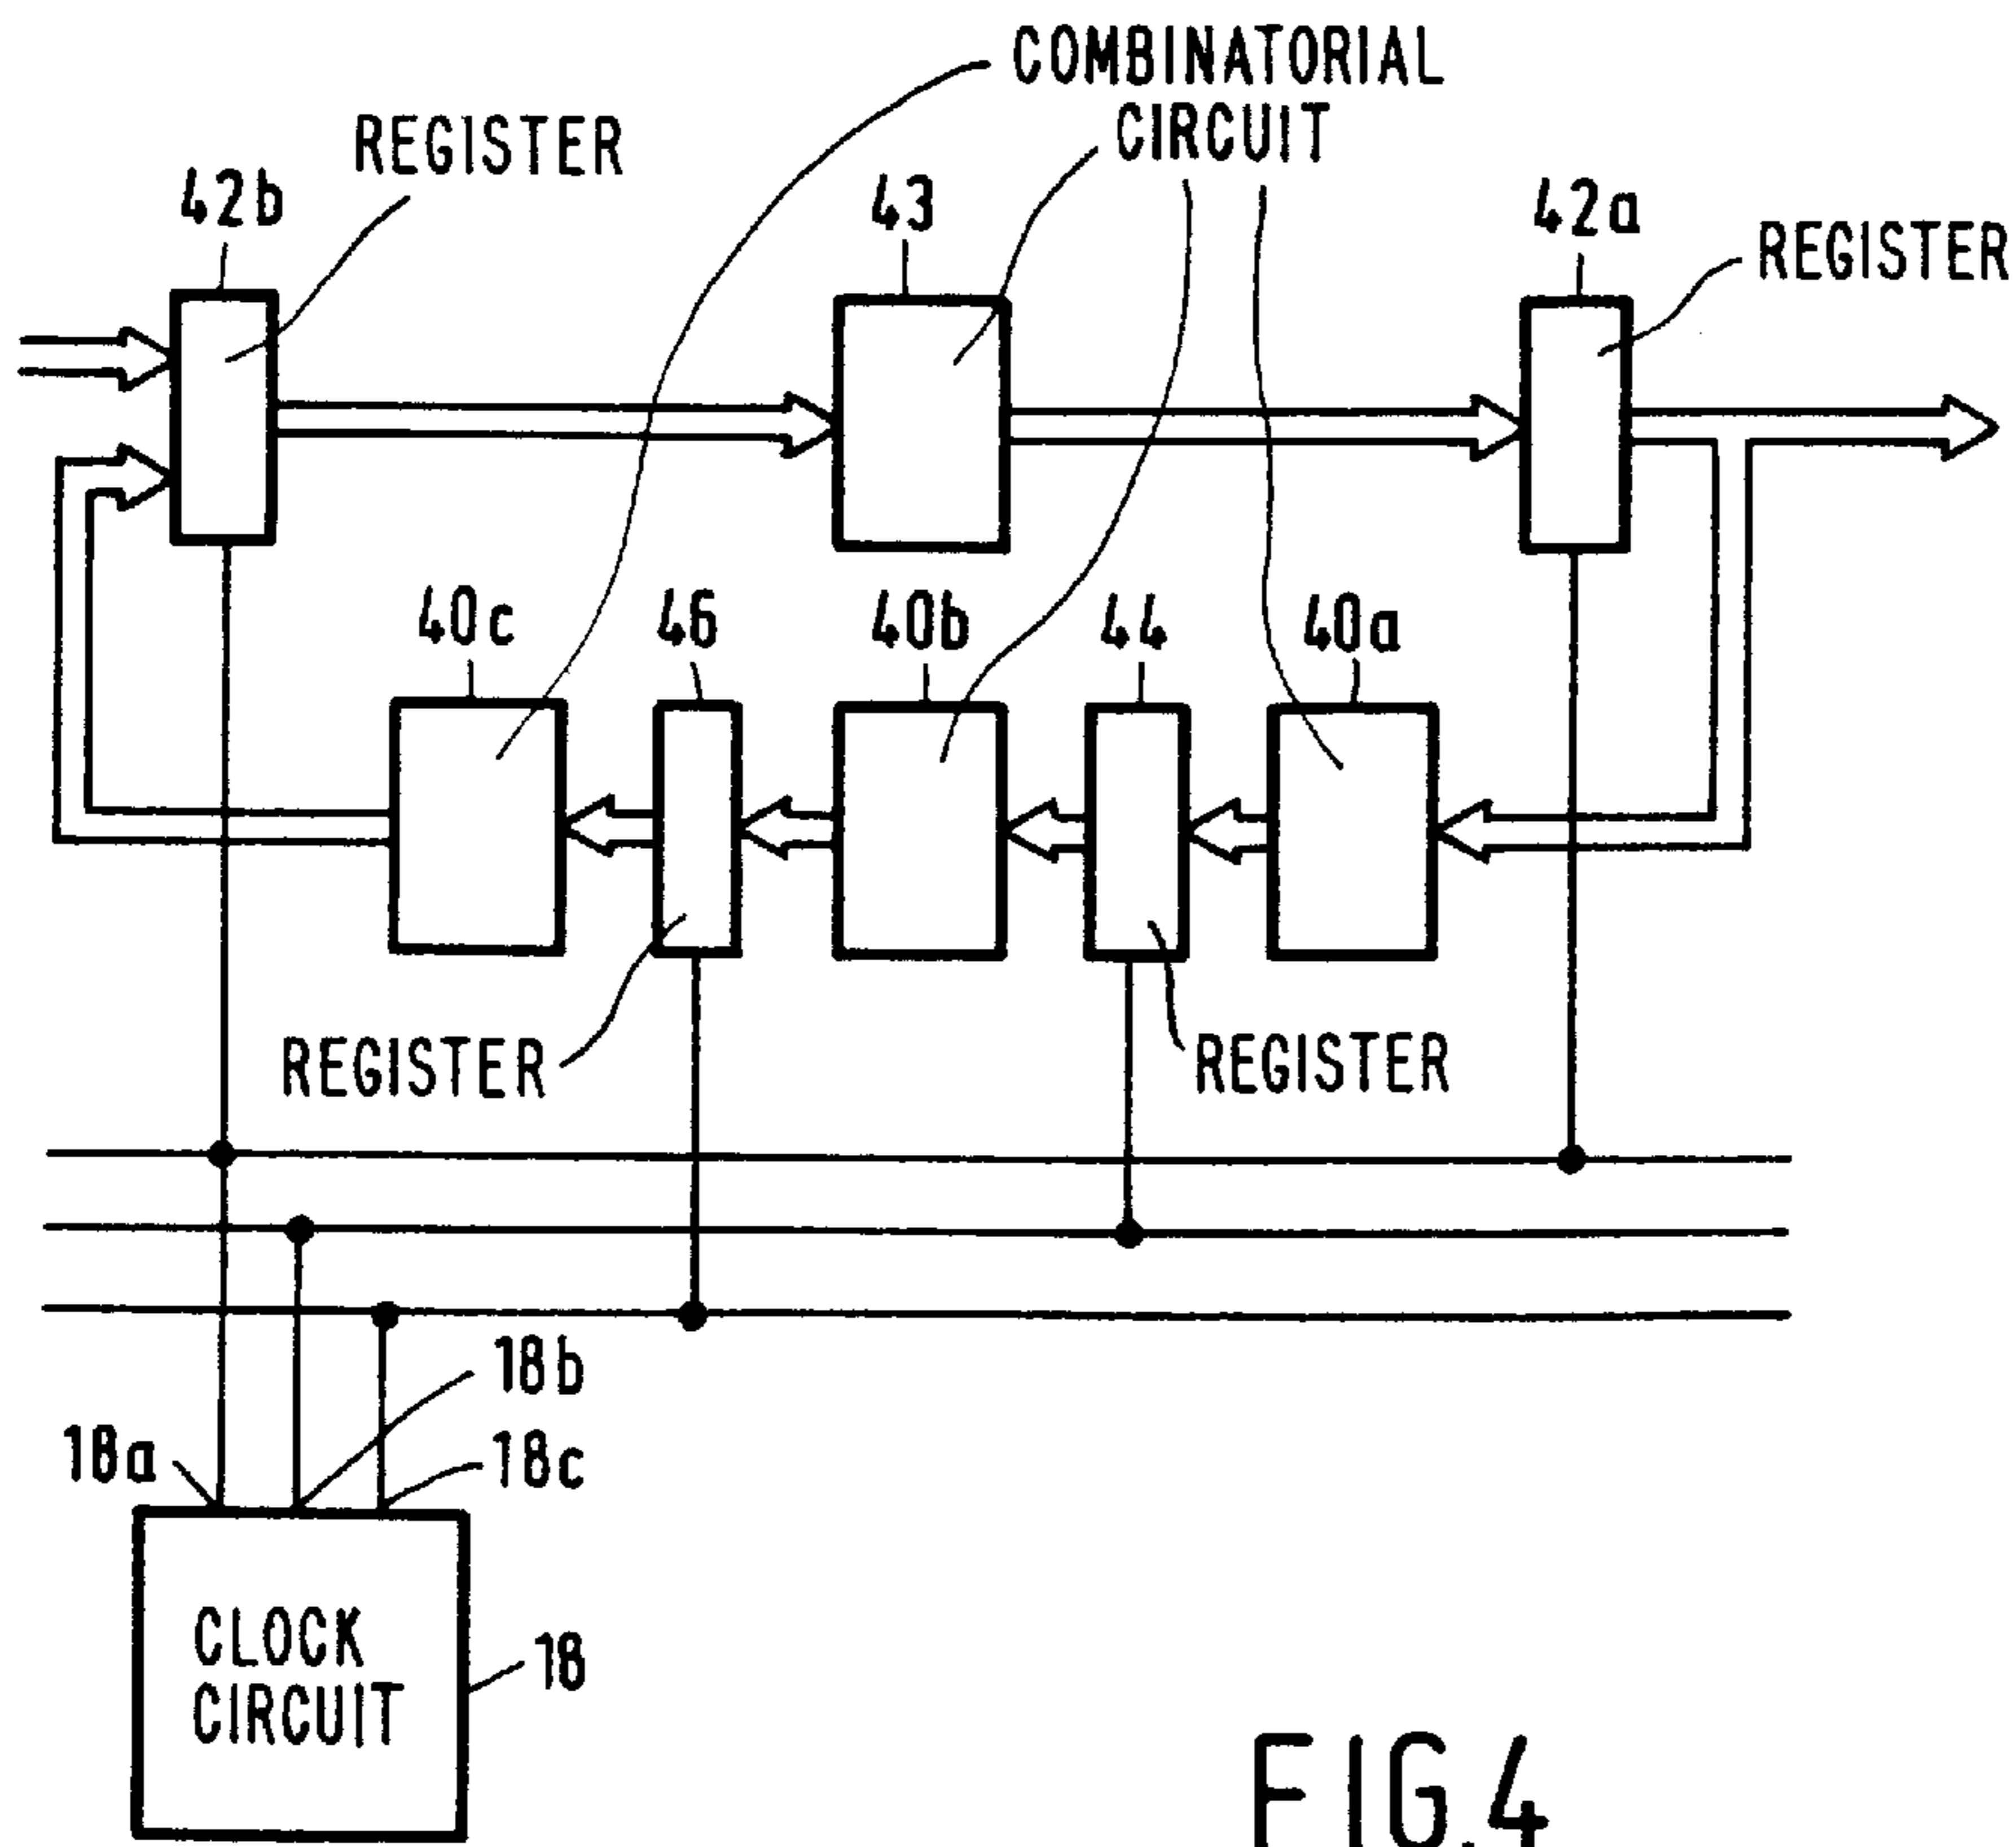 COMBINATORIAL
CIRCUIT
REGISTER
42b
43
42a
REGISTER
40c
46
40b
44
40a
REGISTER
REGISTER
18b
18a
18c
CLOCK
CIRCUIT
18
FIG.4